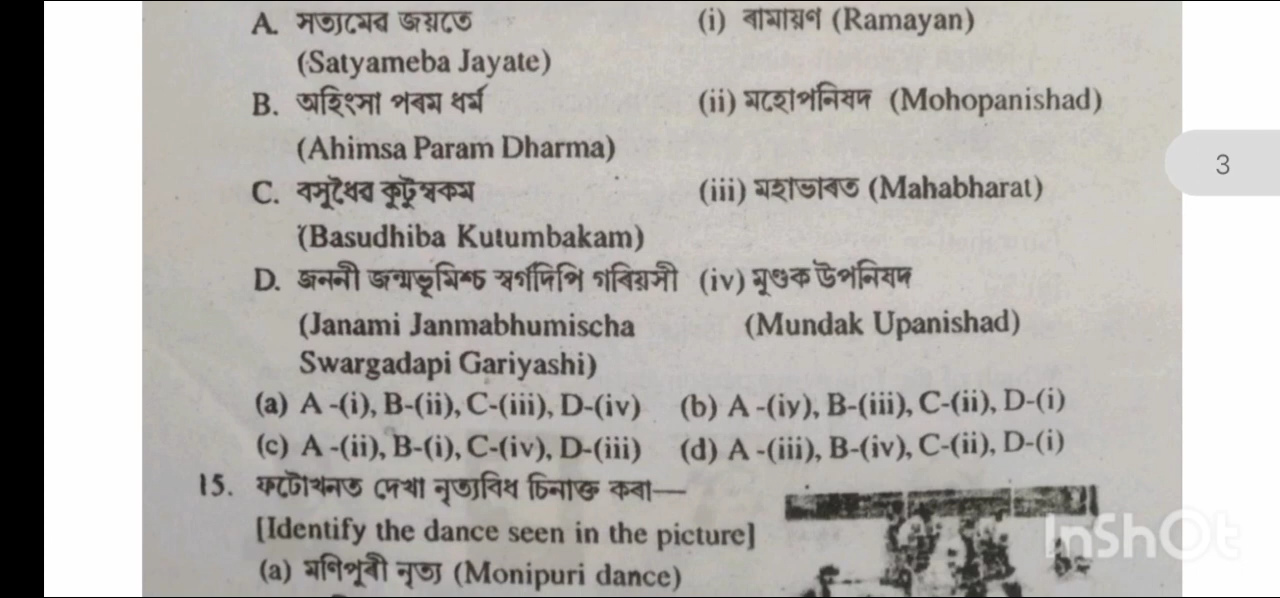 A. সত্যমেৱ জয়তে (i) ৰামায়ণ (Ramayan)
(Satyameba Jayate)
B. অহিংসা পৰম ধৰ্ম (ii) মহোপনিষদ (Mohopanishad)
(Ahimsa Param Dharma)
C. বসূধৈৱ কূটুম্বকম (iii) মহাভাৰত (Mahabharat)
(Basudhiba Kutumbakam)
D. জননী জন্মভূমিশ্চ স্বৰ্গদিপি গৰিয়সী (iv) মূণ্ডক উপনিষদ
(Janami Janmabhumischa (Mundak Upanishad)
Swargadapi Gariyashi)
(a) A -(i), B-(ii), C-(iii), D-(iv) (b) A -(iv), B-(iii), C-(ii), D-(i)
(c) A -(ii), B-(i), C-(iv), D-(iii) (d) A -(iii), B-(iv), C-(ii), D-(i)
15. ফটোখনত দেখা নৃত্যবিধ চিনাক্ত কৰা—
[Identify the dance seen in the picture]
(a) মণিপূৰী নৃত্য (Monipuri dance)
3
InShOt